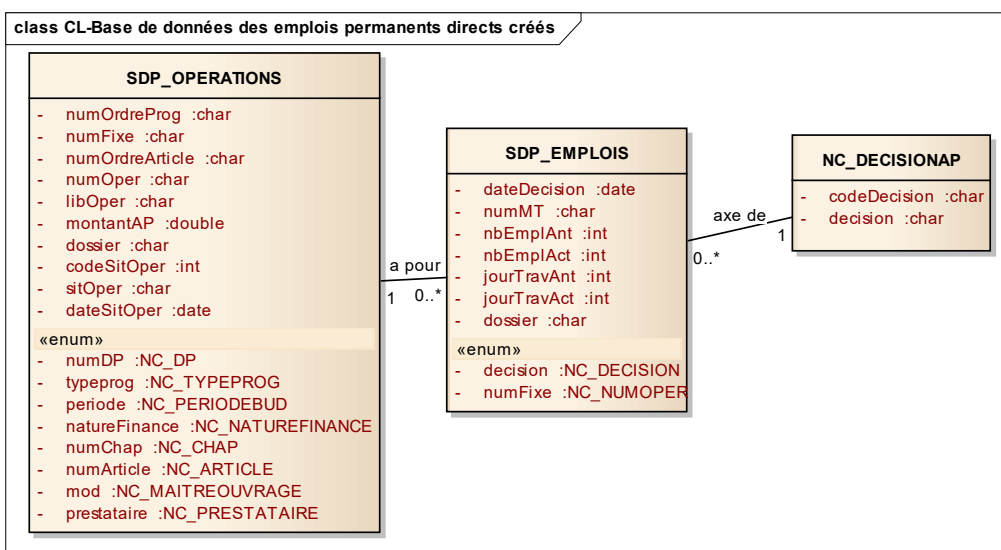 class CL-Base de données des emplois permanents directs créés
SDP_OPERATIONS
- numOrdreProg :char
- numFixe :char
- numOrdreArticle :char
- numOper :char
- libOper :char
- montantAP :double
- dossier :char
- codeSitOper :int
- sitOper :char
- dateSitOper :date
«enum»
- numDP :NC_DP
- typeprog :NC_TYPEPROG
- periode :NC_PERIODEBUD
- natureFinance :NC_NATUREFINANCE
- numChap :NC_CHAP
- numArticle :NC_ARTICLE
- mod :NC_MAITREOUVRAGE
- prestataire :NC_PRESTATAIRE
a pour
1 0..*
SDP_EMPLOIS
- dateDecision :date
- numMT :char
- nbEmplAnt :int
- nbEmplAct :int
- jourTravAnt :int
- jourTravAct :int
- dossier :char
«enum»
- decision :NC_DECISION
- numFixe :NC_NUMOPER
axe de
1
0..*
NC_DECISIONAP
- codeDecision :char
- decision :char